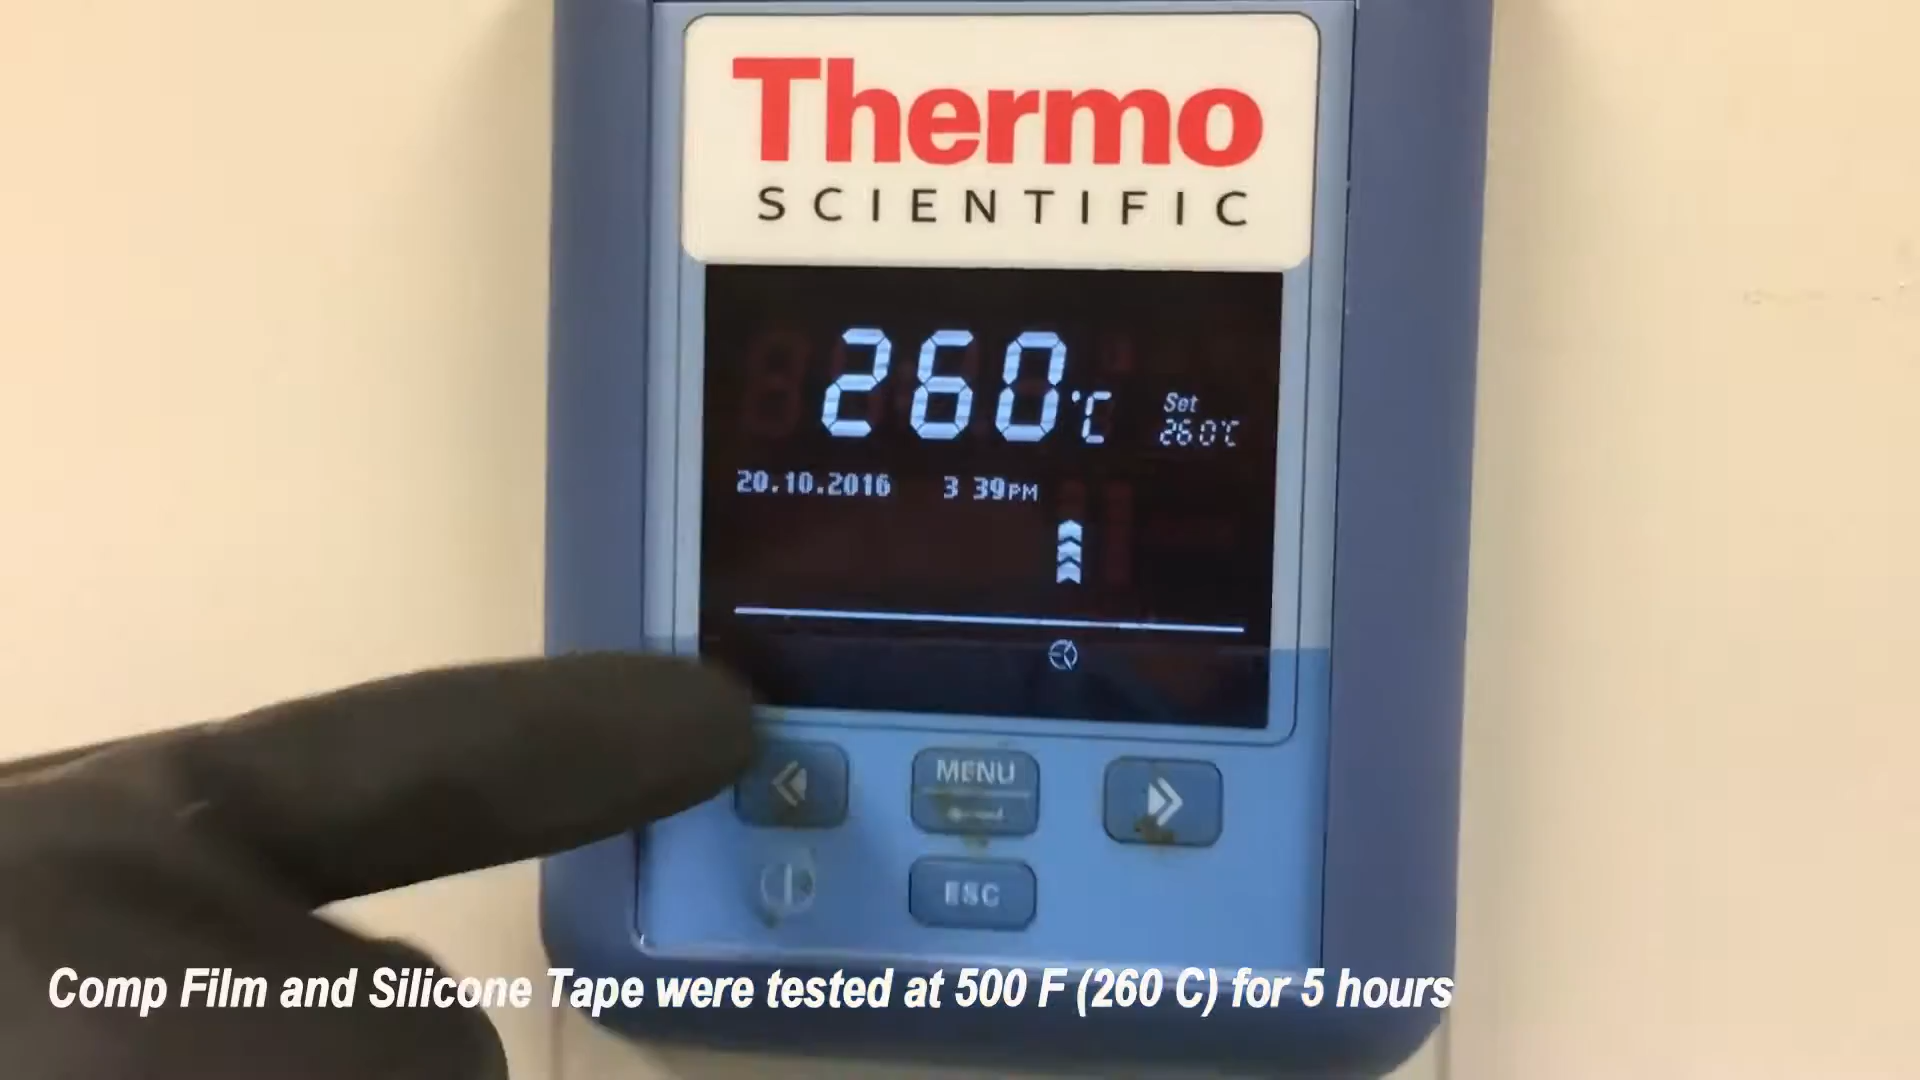 Thermo
SCIENTIFIC
260°C
Set
260°C
20.10.2016 3 39PM
MENU
ESC
Comp Film and Silicone Tape were tested at 500 F (260 C) for 5 hours